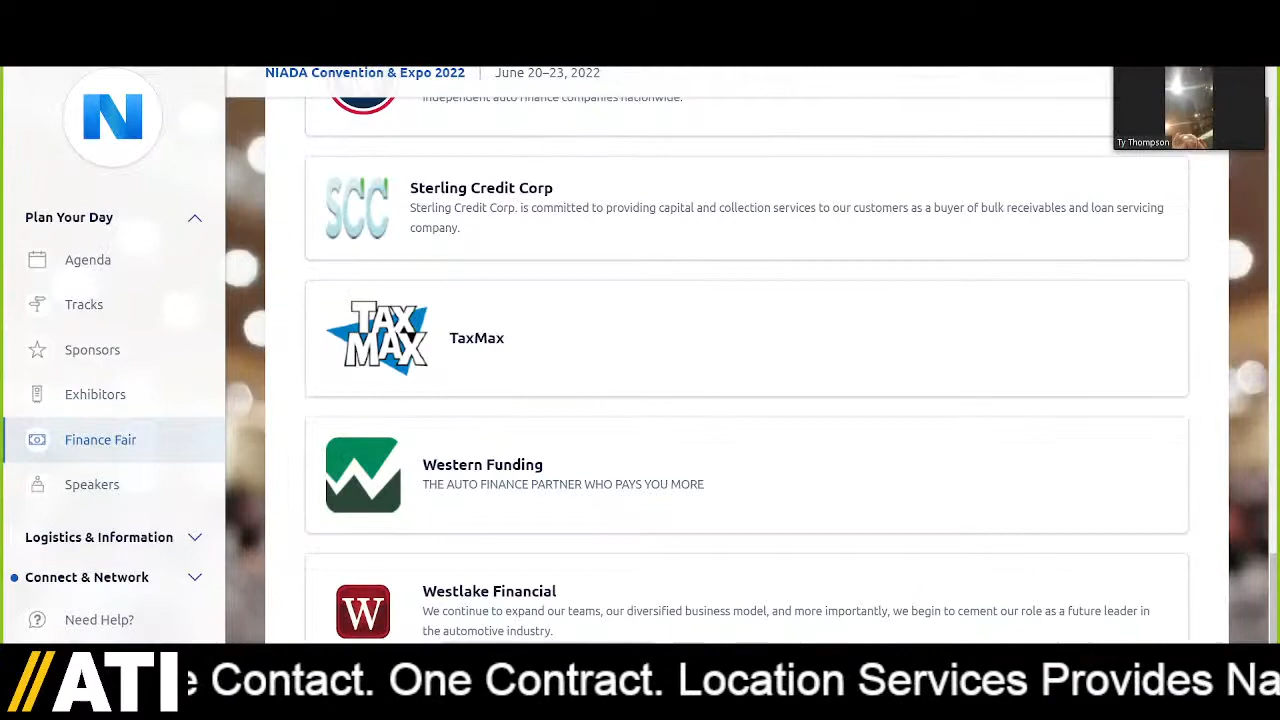 NIADA Convention & Expo 2022 | June 20–23, 2022
independent auto finance companies nationwide.
Ty Thompson
N
Plan Your Day
Agenda
Tracks
Sponsors
Exhibitors
Finance Fair
Speakers
Logistics & Information
Connect & Network
Need Help?
SCC
Sterling Credit Corp
Sterling Credit Corp. is committed to providing capital and collection services to our customers as a buyer of bulk receivables and loan servicing
company.
TAX
MAX
TaxMax
Western Funding
THE AUTO FINANCE PARTNER WHO PAYS YOU MORE
W
Westlake Financial
We continue to expand our teams, our diversified business model, and more importantly, we begin to cement our role as a future leader in
the automotive industry.
//ATI e Contact. One Contract. Location Services Provides Na